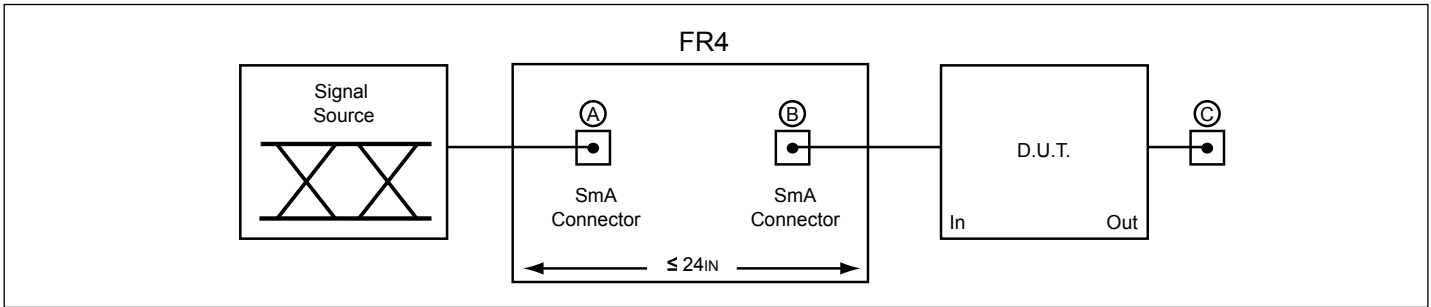 FR4
Signal
Source
A
B
C
D.U.T.
SmA
Connector
SmA
Connector
In
Out
≤ 24IN